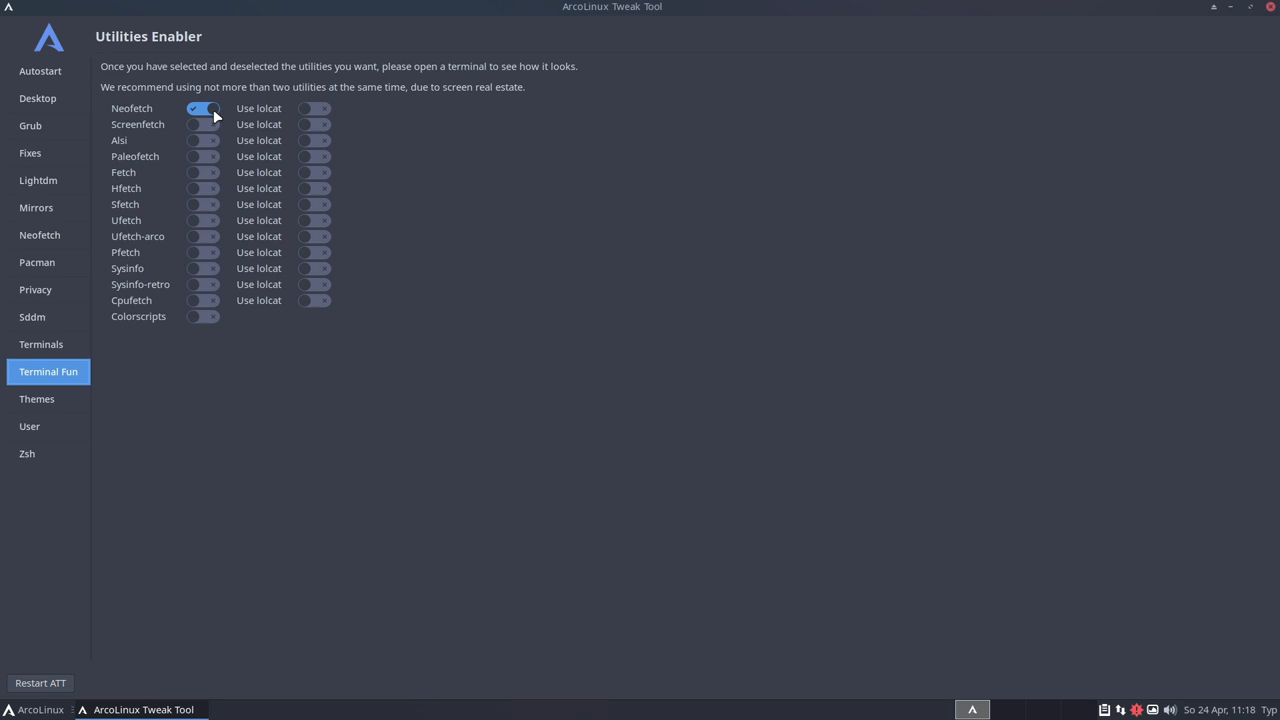 ArcoLinux Tweak Tool
Utilities Enabler
Once you have selected and deselected the utilities you want, please open a terminal to see how it looks.
We recommend using not more than two utilities at the same time, due to screen real estate.
Autostart
Desktop
Grub
Fixes
Lightdm
Mirrors
Neofetch
Pacman
Privacy
Sddm
Terminals
Terminal Fun
Themes
User
Zsh
Neofetch Use lolcat
Screenfetch Use lolcat
Alsi Use lolcat
Paleofetch Use lolcat
Fetch Use lolcat
Hfetch Use lolcat
Sfetch Use lolcat
Ufetch Use lolcat
Ufetch-arco Use lolcat
Pfetch Use lolcat
Sysinfo Use lolcat
Sysinfo-retro Use lolcat
Cpufetch Use lolcat
Colorscripts
Restart ATT
ArcoLinux ArcoLinux Tweak Tool So 24 Apr, 11:18 Typ